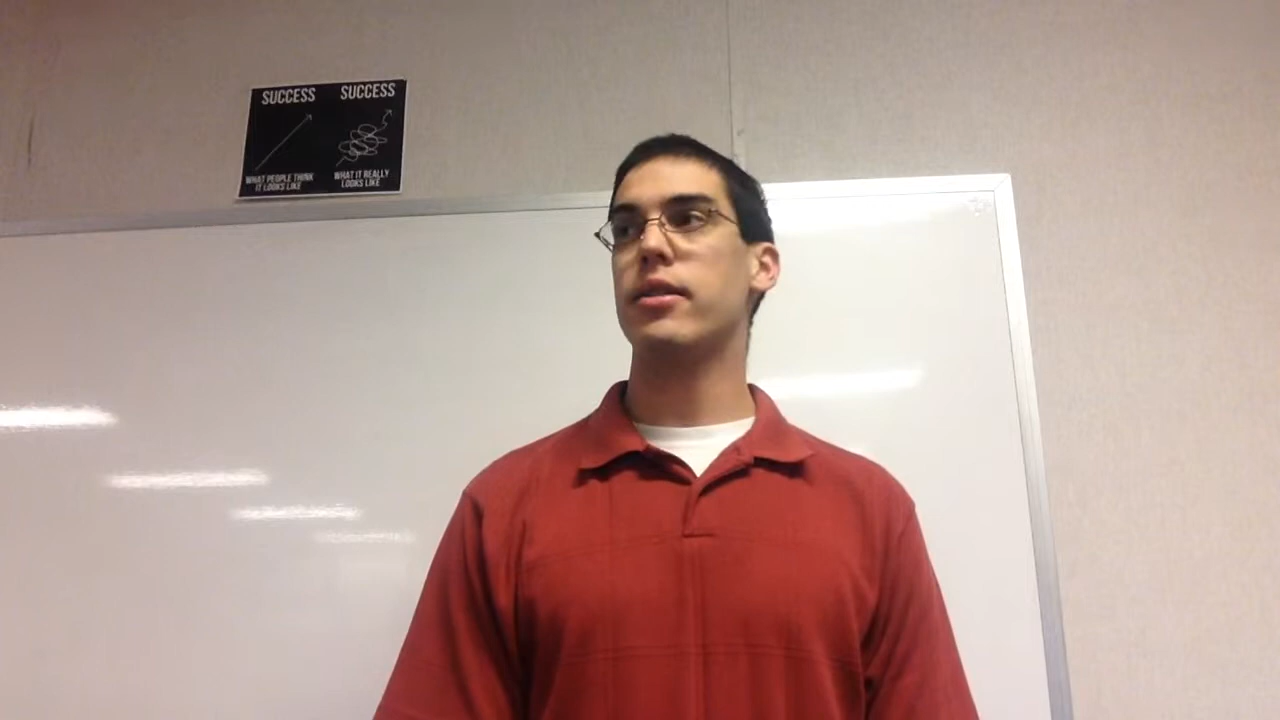 SUCCESS
WHAT PEOPLE THINK
IT LOOKS LIKE
SUCCESS
WHAT IT REALLY
LOOKS LIKE